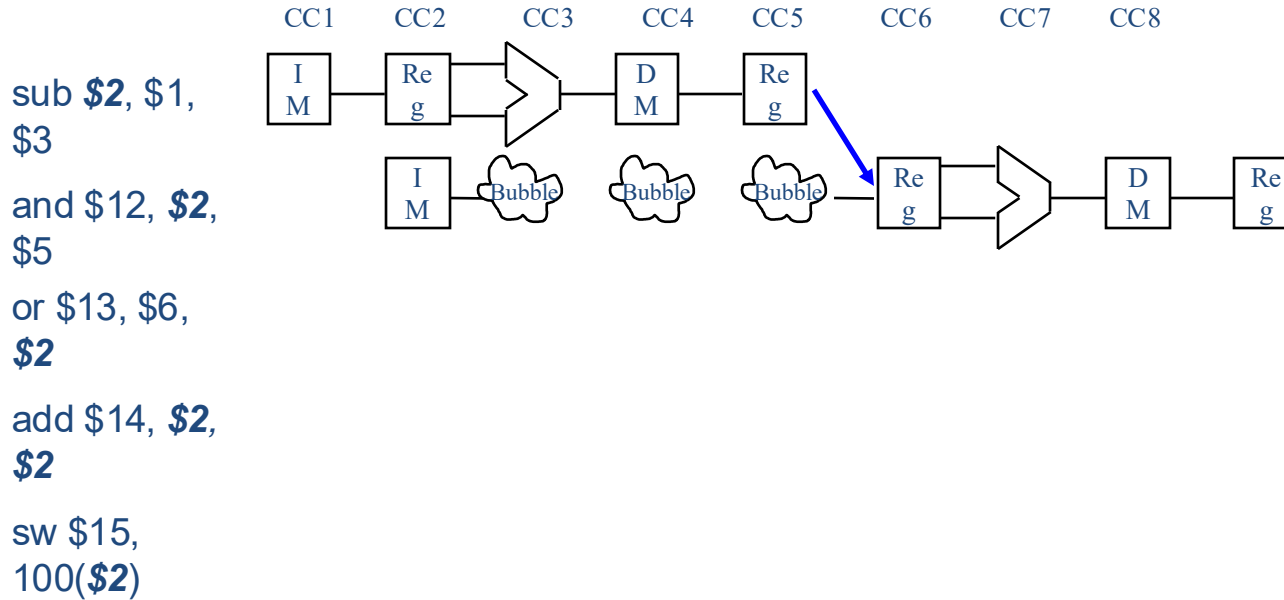 CC1 CC2 CC3 CC4 CC5 CC6 CC7 CC8
sub $2, $1,
$3
I
M
Re
g
D
M
Re
g
and $12, $2,
$5
I
M
Bubble
Bubble
Bubble
Re
g
D
M
Re
g
or $13, $6,
$2
add $14, $2,
$2
sw $15,
100($2)